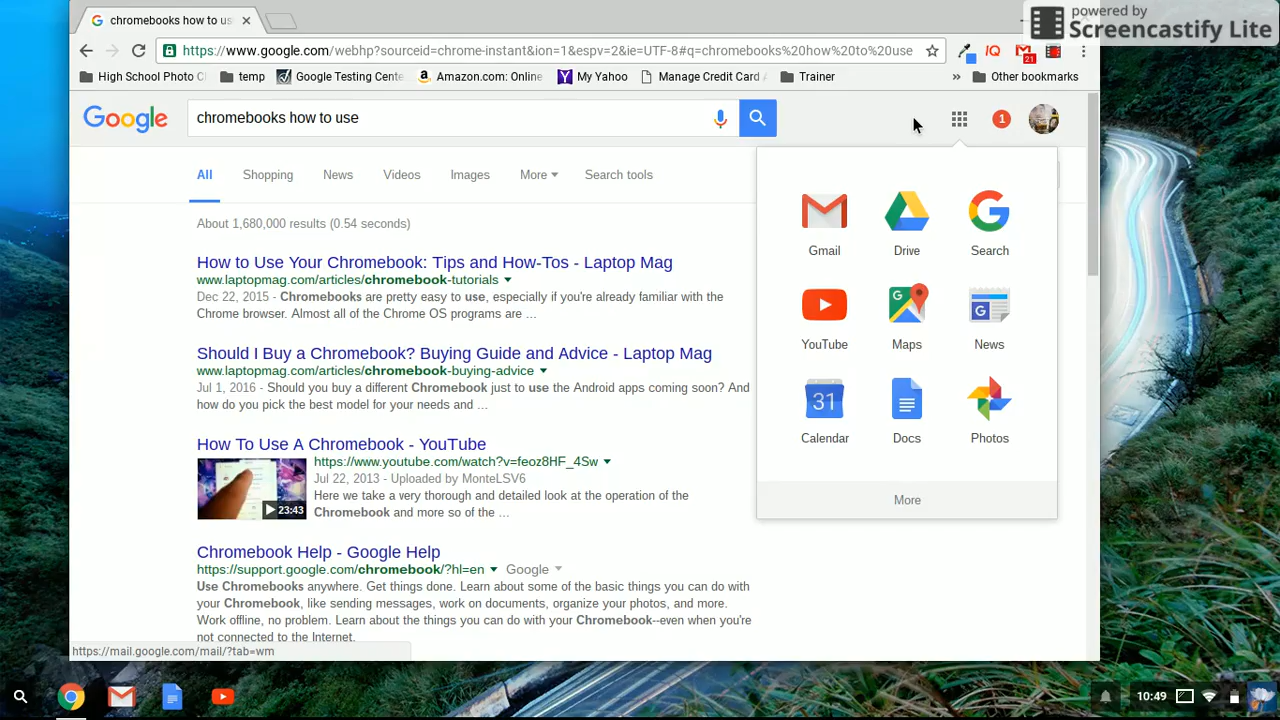 powered by
Screencastify Lite
chromebooks how to us
https://www.google.com/webhp?sourceid=chrome-instant&ion=1&espv=2&ie=UTF-8#q=chromebooks%20how%20to%20use
IQ
21
High School Photo C
temp
Google Testing Cente
Amazon.com: Online
My Yahoo
Manage Credit Card
Trainer
»
Other bookmarks
Google
chromebooks how to use
1
All
Shopping
News
Videos
Images
More
Search tools
About 1,680,000 results (0.54 seconds)
How to Use Your Chromebook: Tips and How-Tos - Laptop Mag
www.laptopmag.com/articles/chromebook-tutorials
Dec 22, 2015 - Chromebooks are pretty easy to use, especially if you're already familiar with the
Chrome browser. Almost all of the Chrome OS programs are ...
Should I Buy a Chromebook? Buying Guide and Advice - Laptop Mag
www.laptopmag.com/articles/chromebook-buying-advice
Jul 1, 2016 - Should you buy a different Chromebook just to use the Android apps coming soon? And
how do you pick the best model for your needs and ...
How To Use A Chromebook - YouTube
https://www.youtube.com/watch?v=feoz8HF_4Sw
Jul 22, 2013 - Uploaded by MonteLSV6
Here we take a very thorough and detailed look at the operation of the
Chromebook and more so of the ...
23:43
Chromebook Help - Google Help
https://support.google.com/chromebook/?hl=en
Google
Use Chromebooks anywhere. Get things done. Learn about some of the basic things you can do with
your Chromebook, like sending messages, work on documents, organize your photos, and more.
Work offline, no problem. Learn about the things you can do with your Chromebook--even when you're
not connected to the Internet.
https://mail.google.com/mail/?tab=wm
Gmail
Drive
Search
YouTube
Maps
News
31
Calendar
Docs
Photos
More
10:49